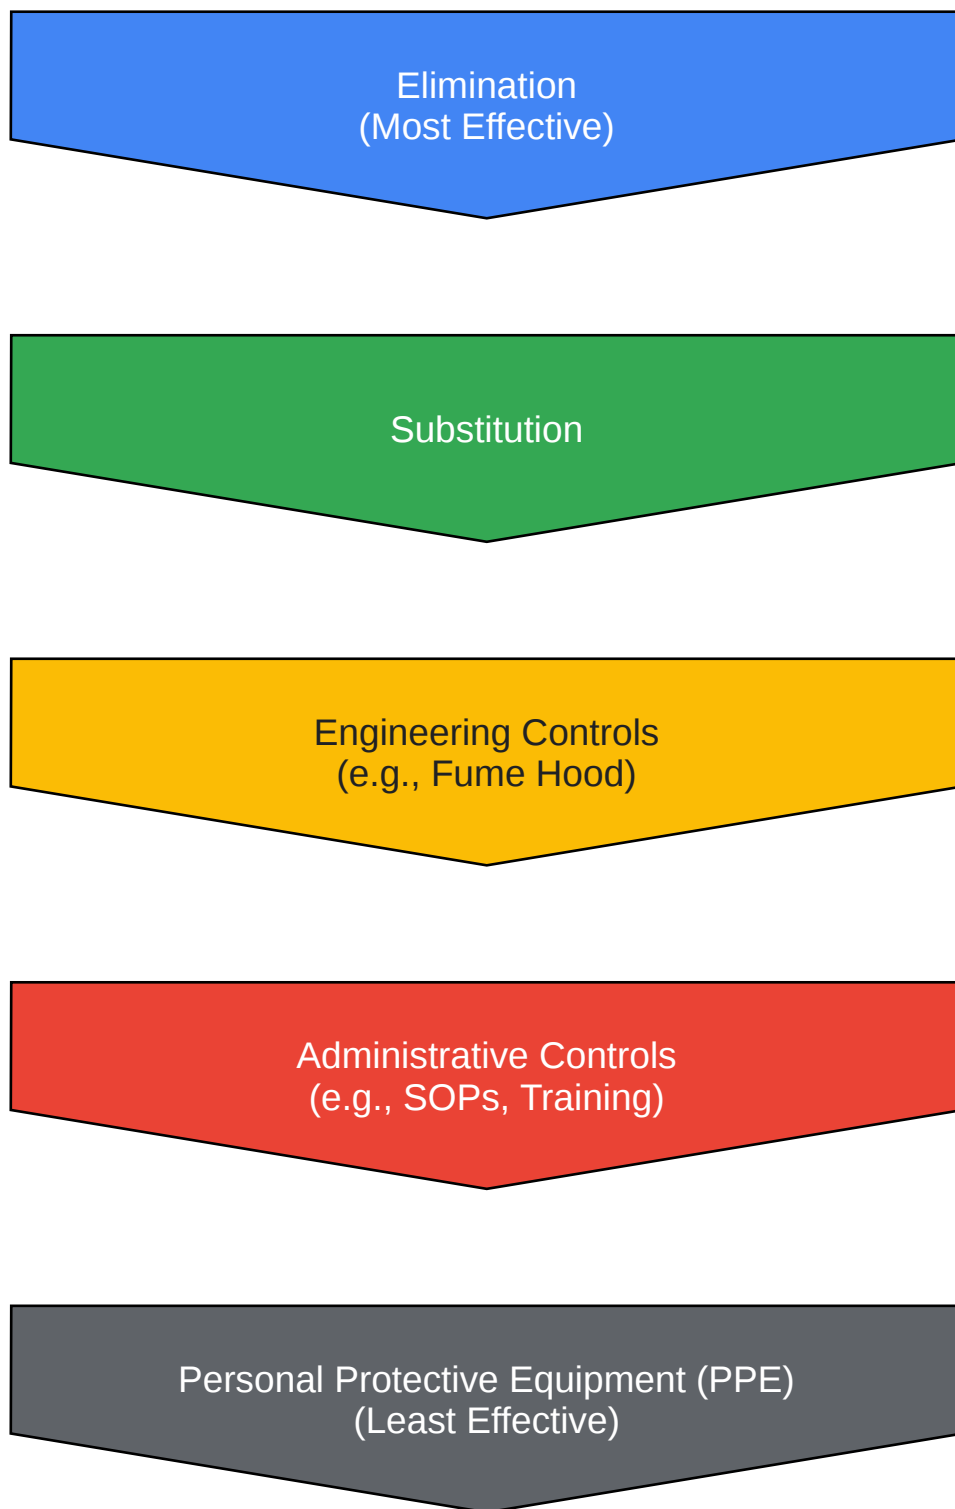 Elimination
(Most Effective)
Substitution
Engineering Controls
(e.g., Fume Hood)
Administrative Controls
(e.g., SOPs, Training)
Personal Protective Equipment (PPE)
(Least Effective)